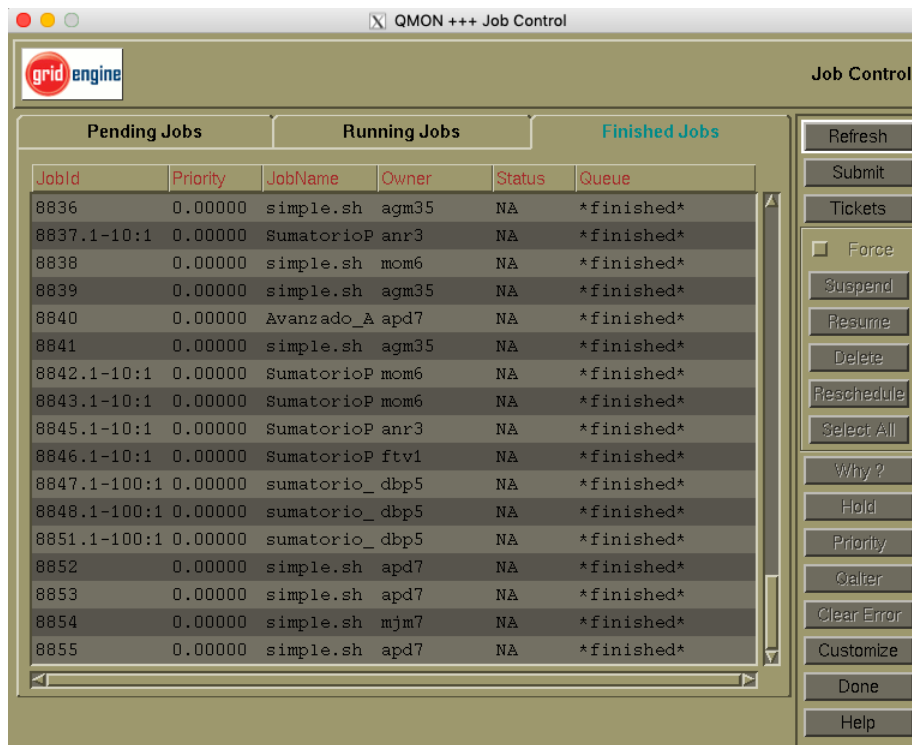 QMON +++ Job Control
grid engine
Job Control
Pending Jobs Running Jobs Finished Jobs
JobId Priority JobName Owner Status Queue
8836 0.00000 simple.sh agm35 NA *finished*
8837.1-10:1 0.00000 SumatorioP anr3 NA *finished*
8838 0.00000 simple.sh mom6 NA *finished*
8839 0.00000 simple.sh agm35 NA *finished*
8840 0.00000 Avanzado_A apd7 NA *finished*
8841 0.00000 simple.sh agm35 NA *finished*
8842.1-10:1 0.00000 SumatorioP mom6 NA *finished*
8843.1-10:1 0.00000 SumatorioP mom6 NA *finished*
8845.1-10:1 0.00000 SumatorioP anr3 NA *finished*
8846.1-10:1 0.00000 SumatorioP ftv1 NA *finished*
8847.1-100:1 0.00000 sumatorio_ dbp5 NA *finished*
8848.1-100:1 0.00000 sumatorio_ dbp5 NA *finished*
8851.1-100:1 0.00000 sumatorio_ dbp5 NA *finished*
8852 0.00000 simple.sh apd7 NA *finished*
8853 0.00000 simple.sh apd7 NA *finished*
8854 0.00000 simple.sh mjm7 NA *finished*
8855 0.00000 simple.sh apd7 NA *finished*
Refresh
Submit
Tickets
Force
Suspend
Resume
Delete
Reschedule
Select All
Why ?
Hold
Priority
Qalter
Clear Error
Customize
Done
Help